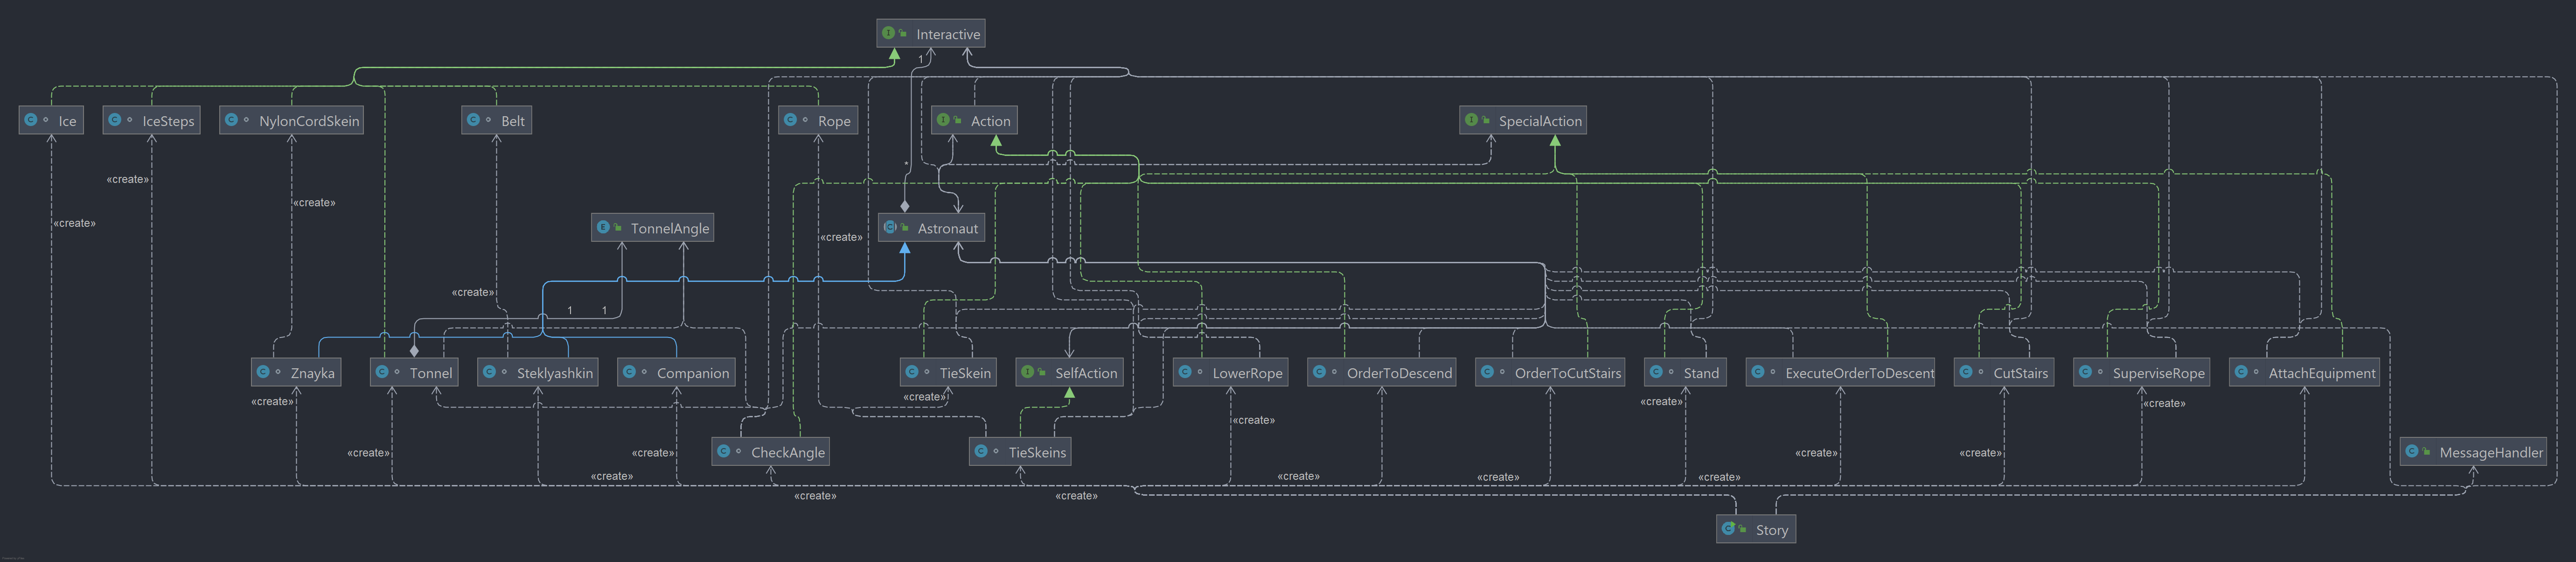 Interactive
1
Ice
IceSteps
NylonCordSkein
Belt
Rope
Action
SpecialAction
*
«create»
«create»
«create»
TonnelAngle
Astronaut
«create»
«create»
1
1
Znayka
Tonnel
Steklyashkin
Companion
TieSkein
SelfAction
LowerRope
OrderToDescend
OrderToCutStairs
Stand
ExecuteOrderToDescent
CutStairs
SuperviseRope
AttachEquipment
«create»
«create»
«create»
«create»
«create»
CheckAngle
TieSkeins
MessageHandler
«create»
«create»
«create»
«create»
«create»
«create»
«create»
«create»
«create»
«create»
Story